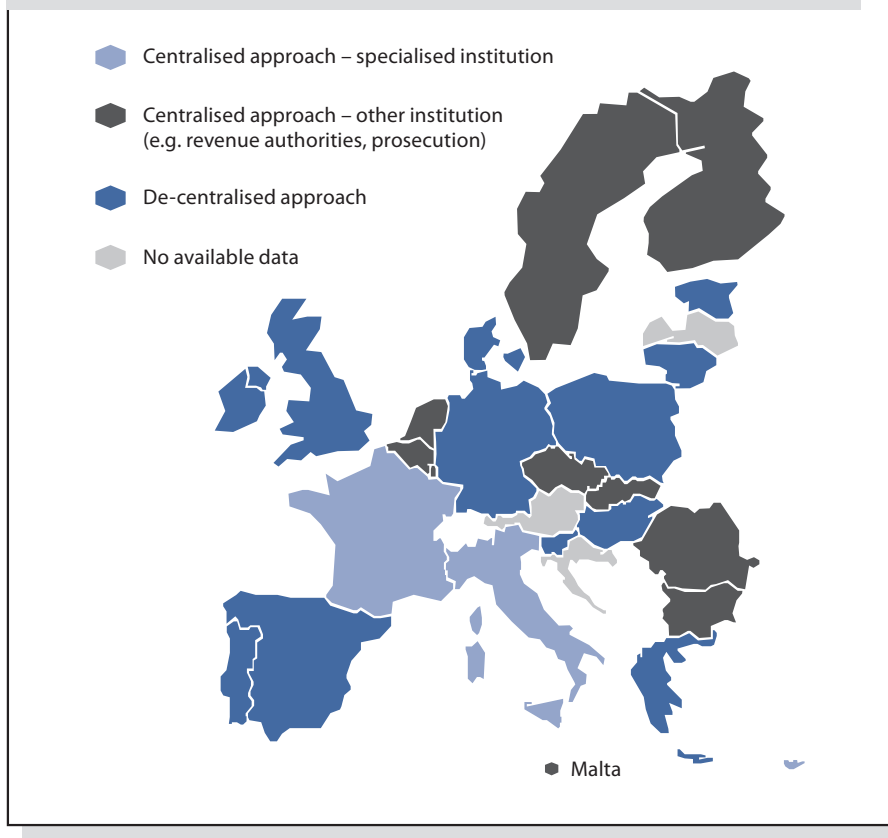 Centralised approach – specialised institution
Centralised approach – other institution
(e.g. revenue authorities, prosecution)
De-centralised approach
No available data
Malta